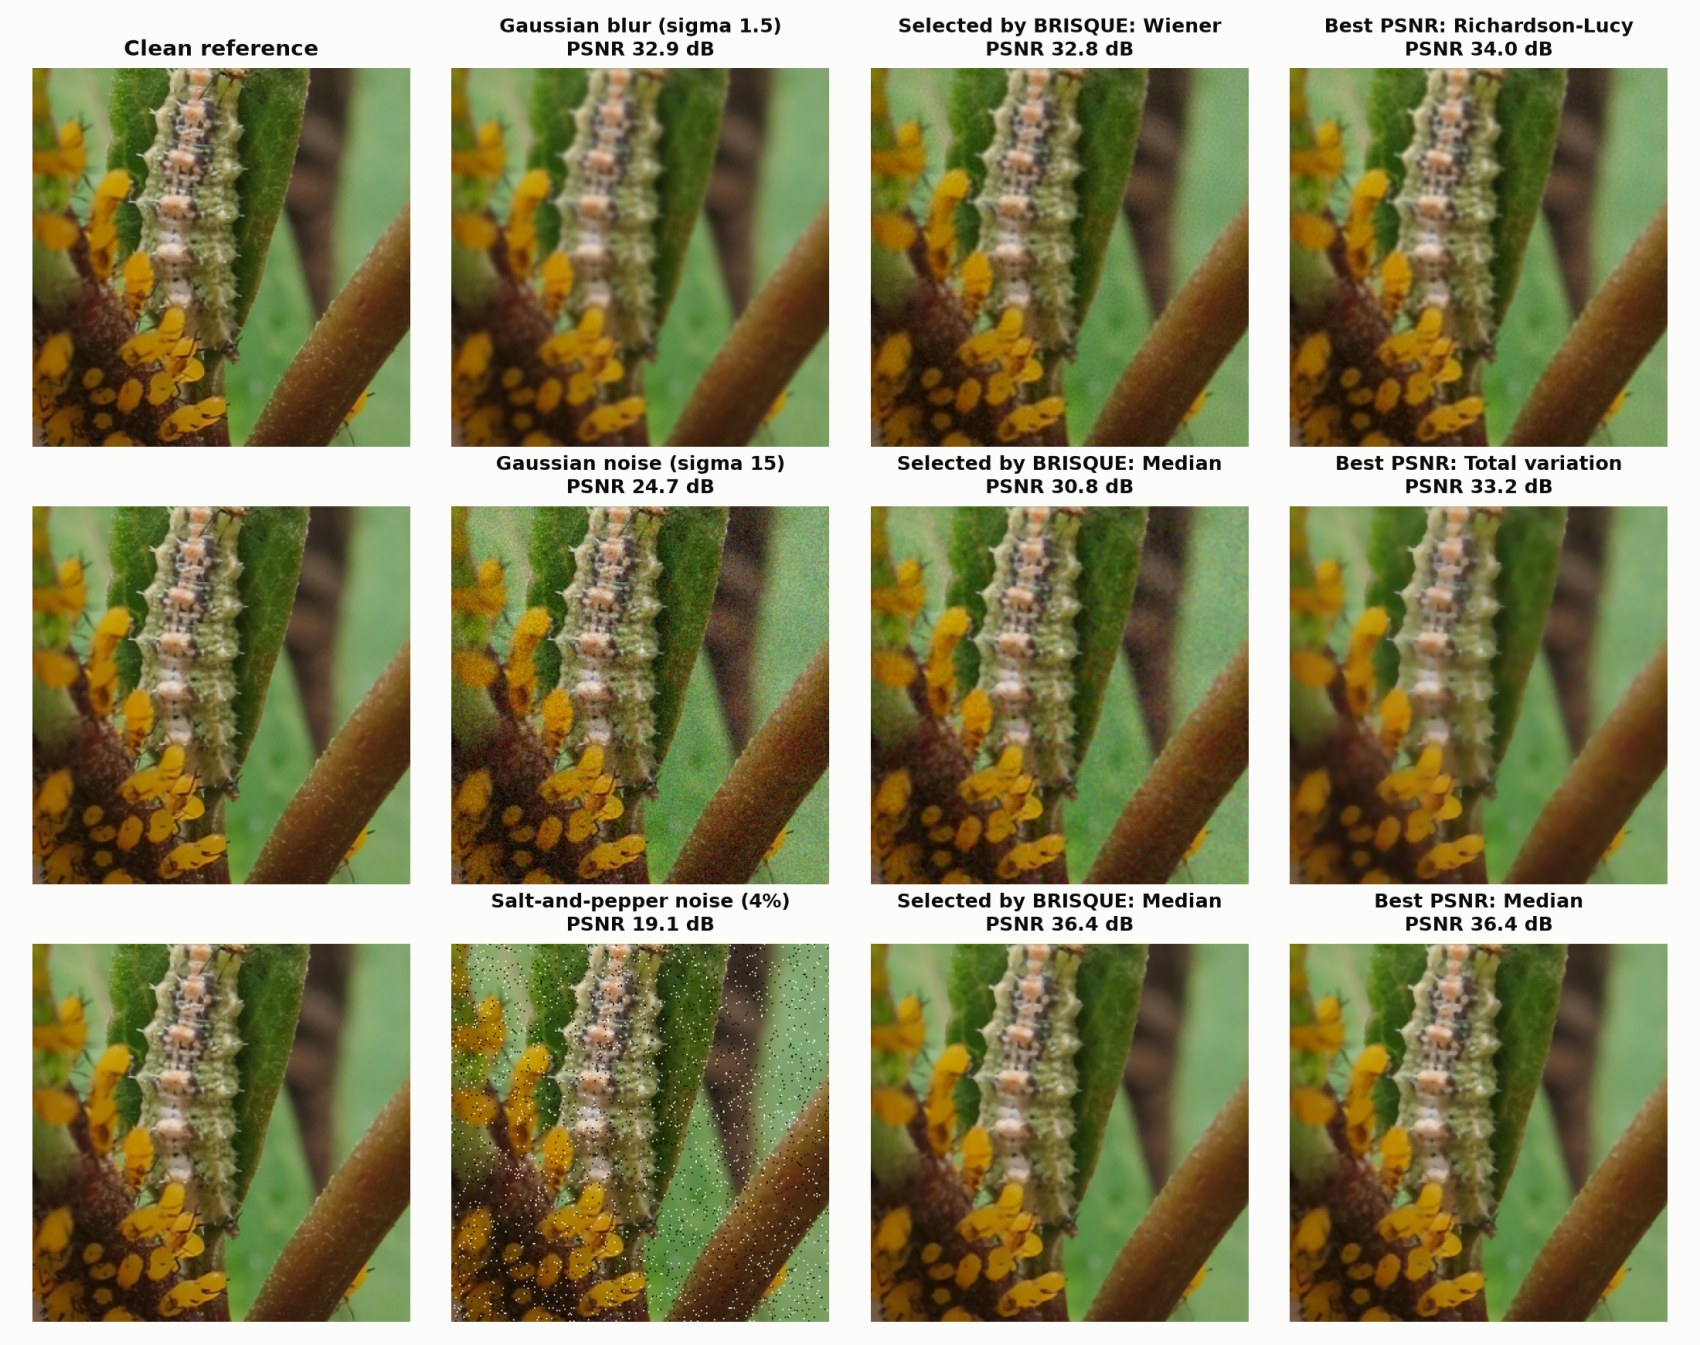 Clean reference
Gaussian blur (sigma 1.5)
PSNR 32.9 dB
Selected by BRISQUE: Wiener
PSNR 32.8 dB
Best PSNR: Richardson-Lucy
PSNR 34.0 dB
Gaussian noise (sigma 15)
PSNR 24.7 dB
Selected by BRISQUE: Median
PSNR 30.8 dB
Best PSNR: Total variation
PSNR 33.2 dB
Salt-and-pepper noise (4%)
PSNR 19.1 dB
Selected by BRISQUE: Median
PSNR 36.4 dB
Best PSNR: Median
PSNR 36.4 dB